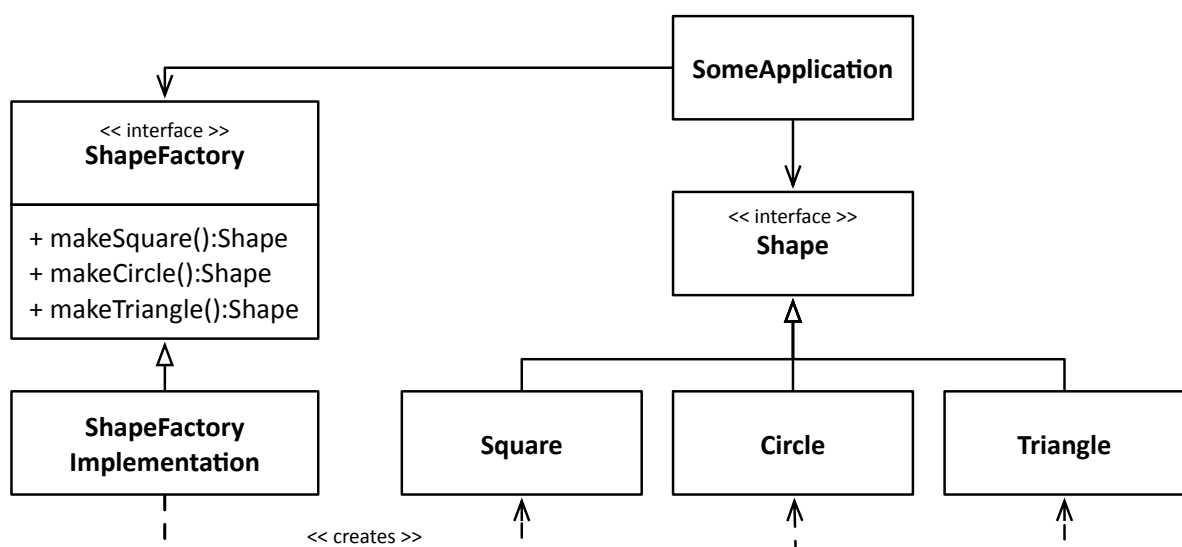 SomeApplication
<< interface >>
ShapeFactory
+ makeSquare():Shape
+ makeCircle():Shape
+ makeTriangle():Shape
<< interface >>
Shape
ShapeFactory
Implementation
Square
Circle
Triangle
<< creates >>